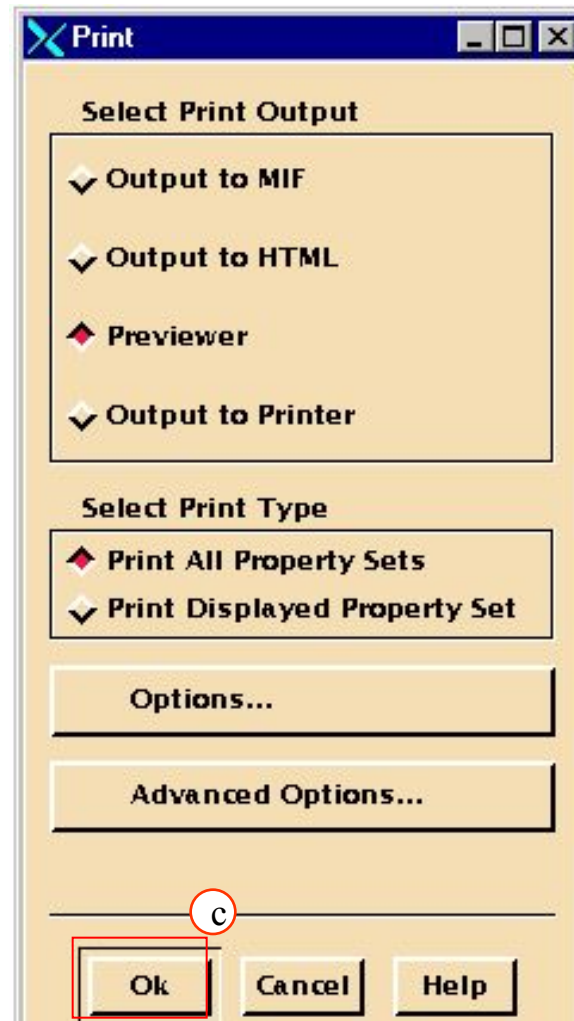 Print
Select Print Output
Output to MIF
Output to HTML
Previewer
Output to Printer
Select Print Type
Print All Property Sets
Print Displayed Property Set
Options...
Advanced Options...
c
Ok Cancel Help